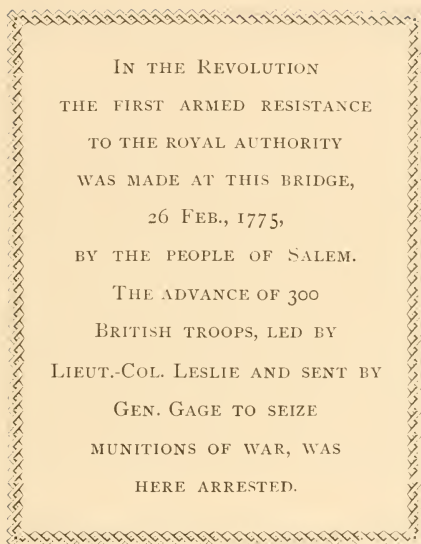 In the Revolution
the first armed resistance
to the royal authority
was made at this bridge,
26 Feb., 1775,
by the people of Salem.
The advance of 300
British troops, led by
Lieut.-Col. Leslie and sent by
Gen. Gage to seize
munitions of war, was
here arrested.